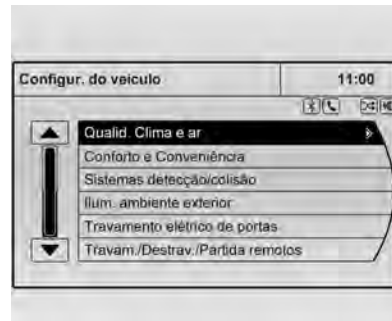 Configur. do veículo 11:00
Qualid. Clima e ar
Conforto e Conveniência
Sistemas detecção/colisão
Ilum. ambiente exterior
Travamento elétrico de portas
Travam./Destrav./Partida remotos